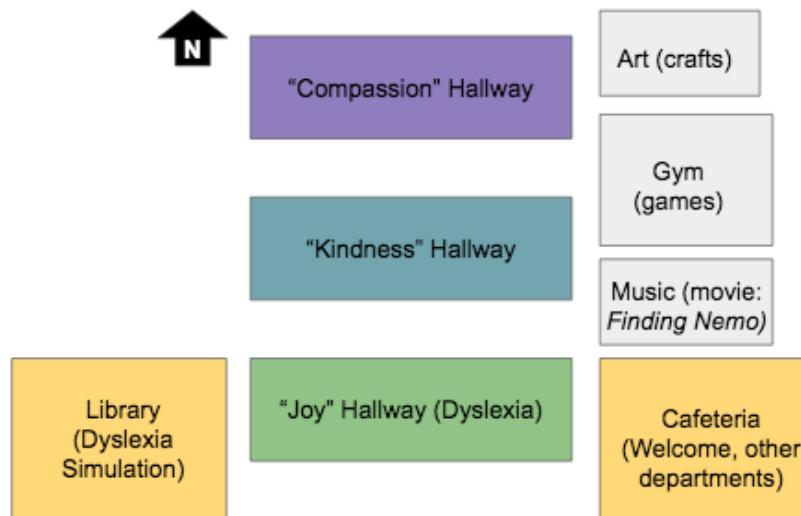 N
“Compassion" Hallway
Art (crafts)
Gym
(games)
“Kindness” Hallway
Music (movie:
Finding Nemo)
Library
(Dyslexia
Simulation)
“Joy" Hallway (Dyslexia)
Cafeteria
(Welcome, other
departments)